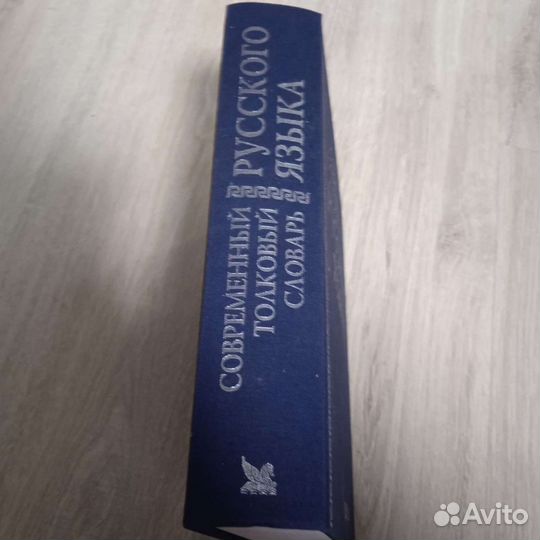 СОВРЕМЕННЫЙ
ТОЛКОВЫЙ
СЛОВАРЬ
РУССКОГО
ЯЗЫКА
Avito